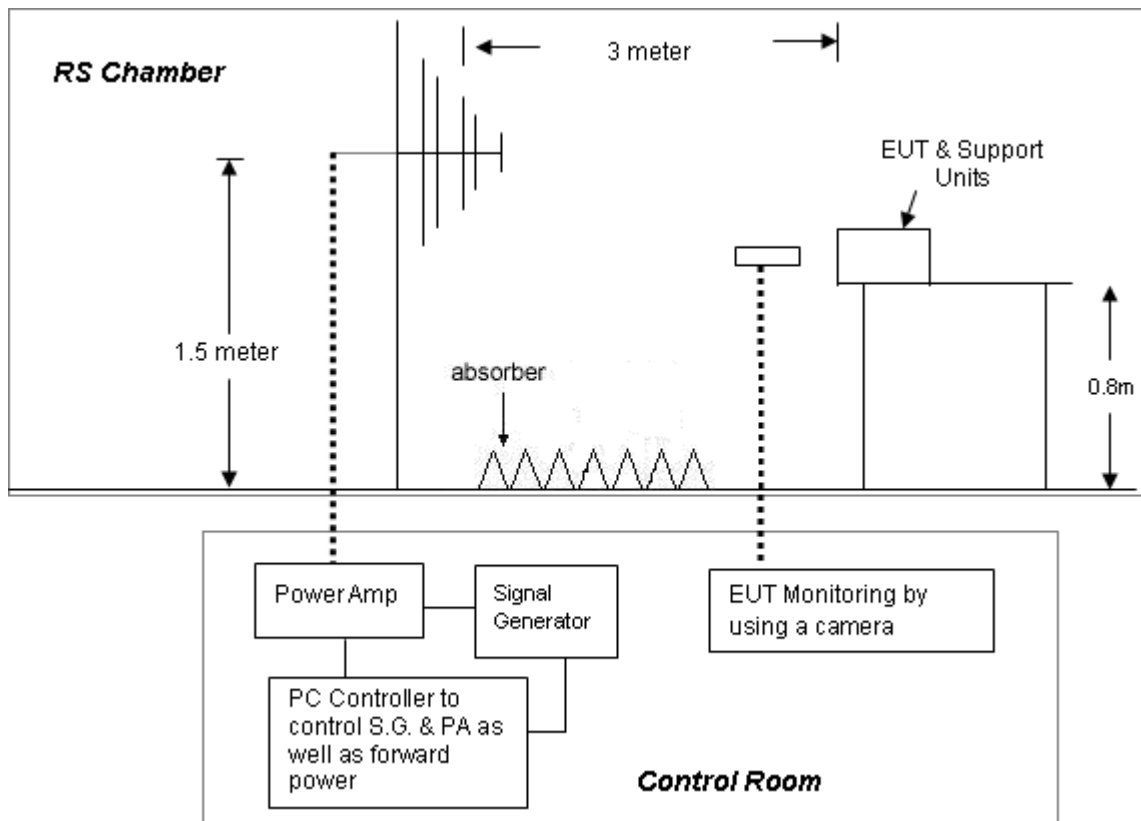 3 meter
RS Chamber
EUT & Support
Units
1.5 meter
absorber
0.8m
Power Amp
Signal
Generator
EUT Monitoring by
using a camera
PC Controller to
control S.G. & PA as
well as forward
power
Control Room